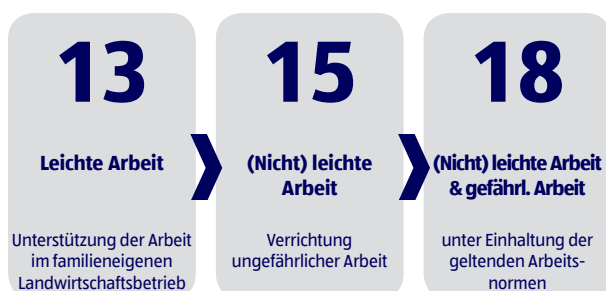 13
Leichte Arbeit
Unterstützung der Arbeit
im familieneigenen
Landwirtschaftsbetrieb
15
(Nicht) leichte
Arbeit
Verrichtung
ungefährlicher Arbeit
18
(Nicht) leichte Arbeit
& gefährl. Arbeit
unter Einhaltung der
geltenden Arbeits-
normen